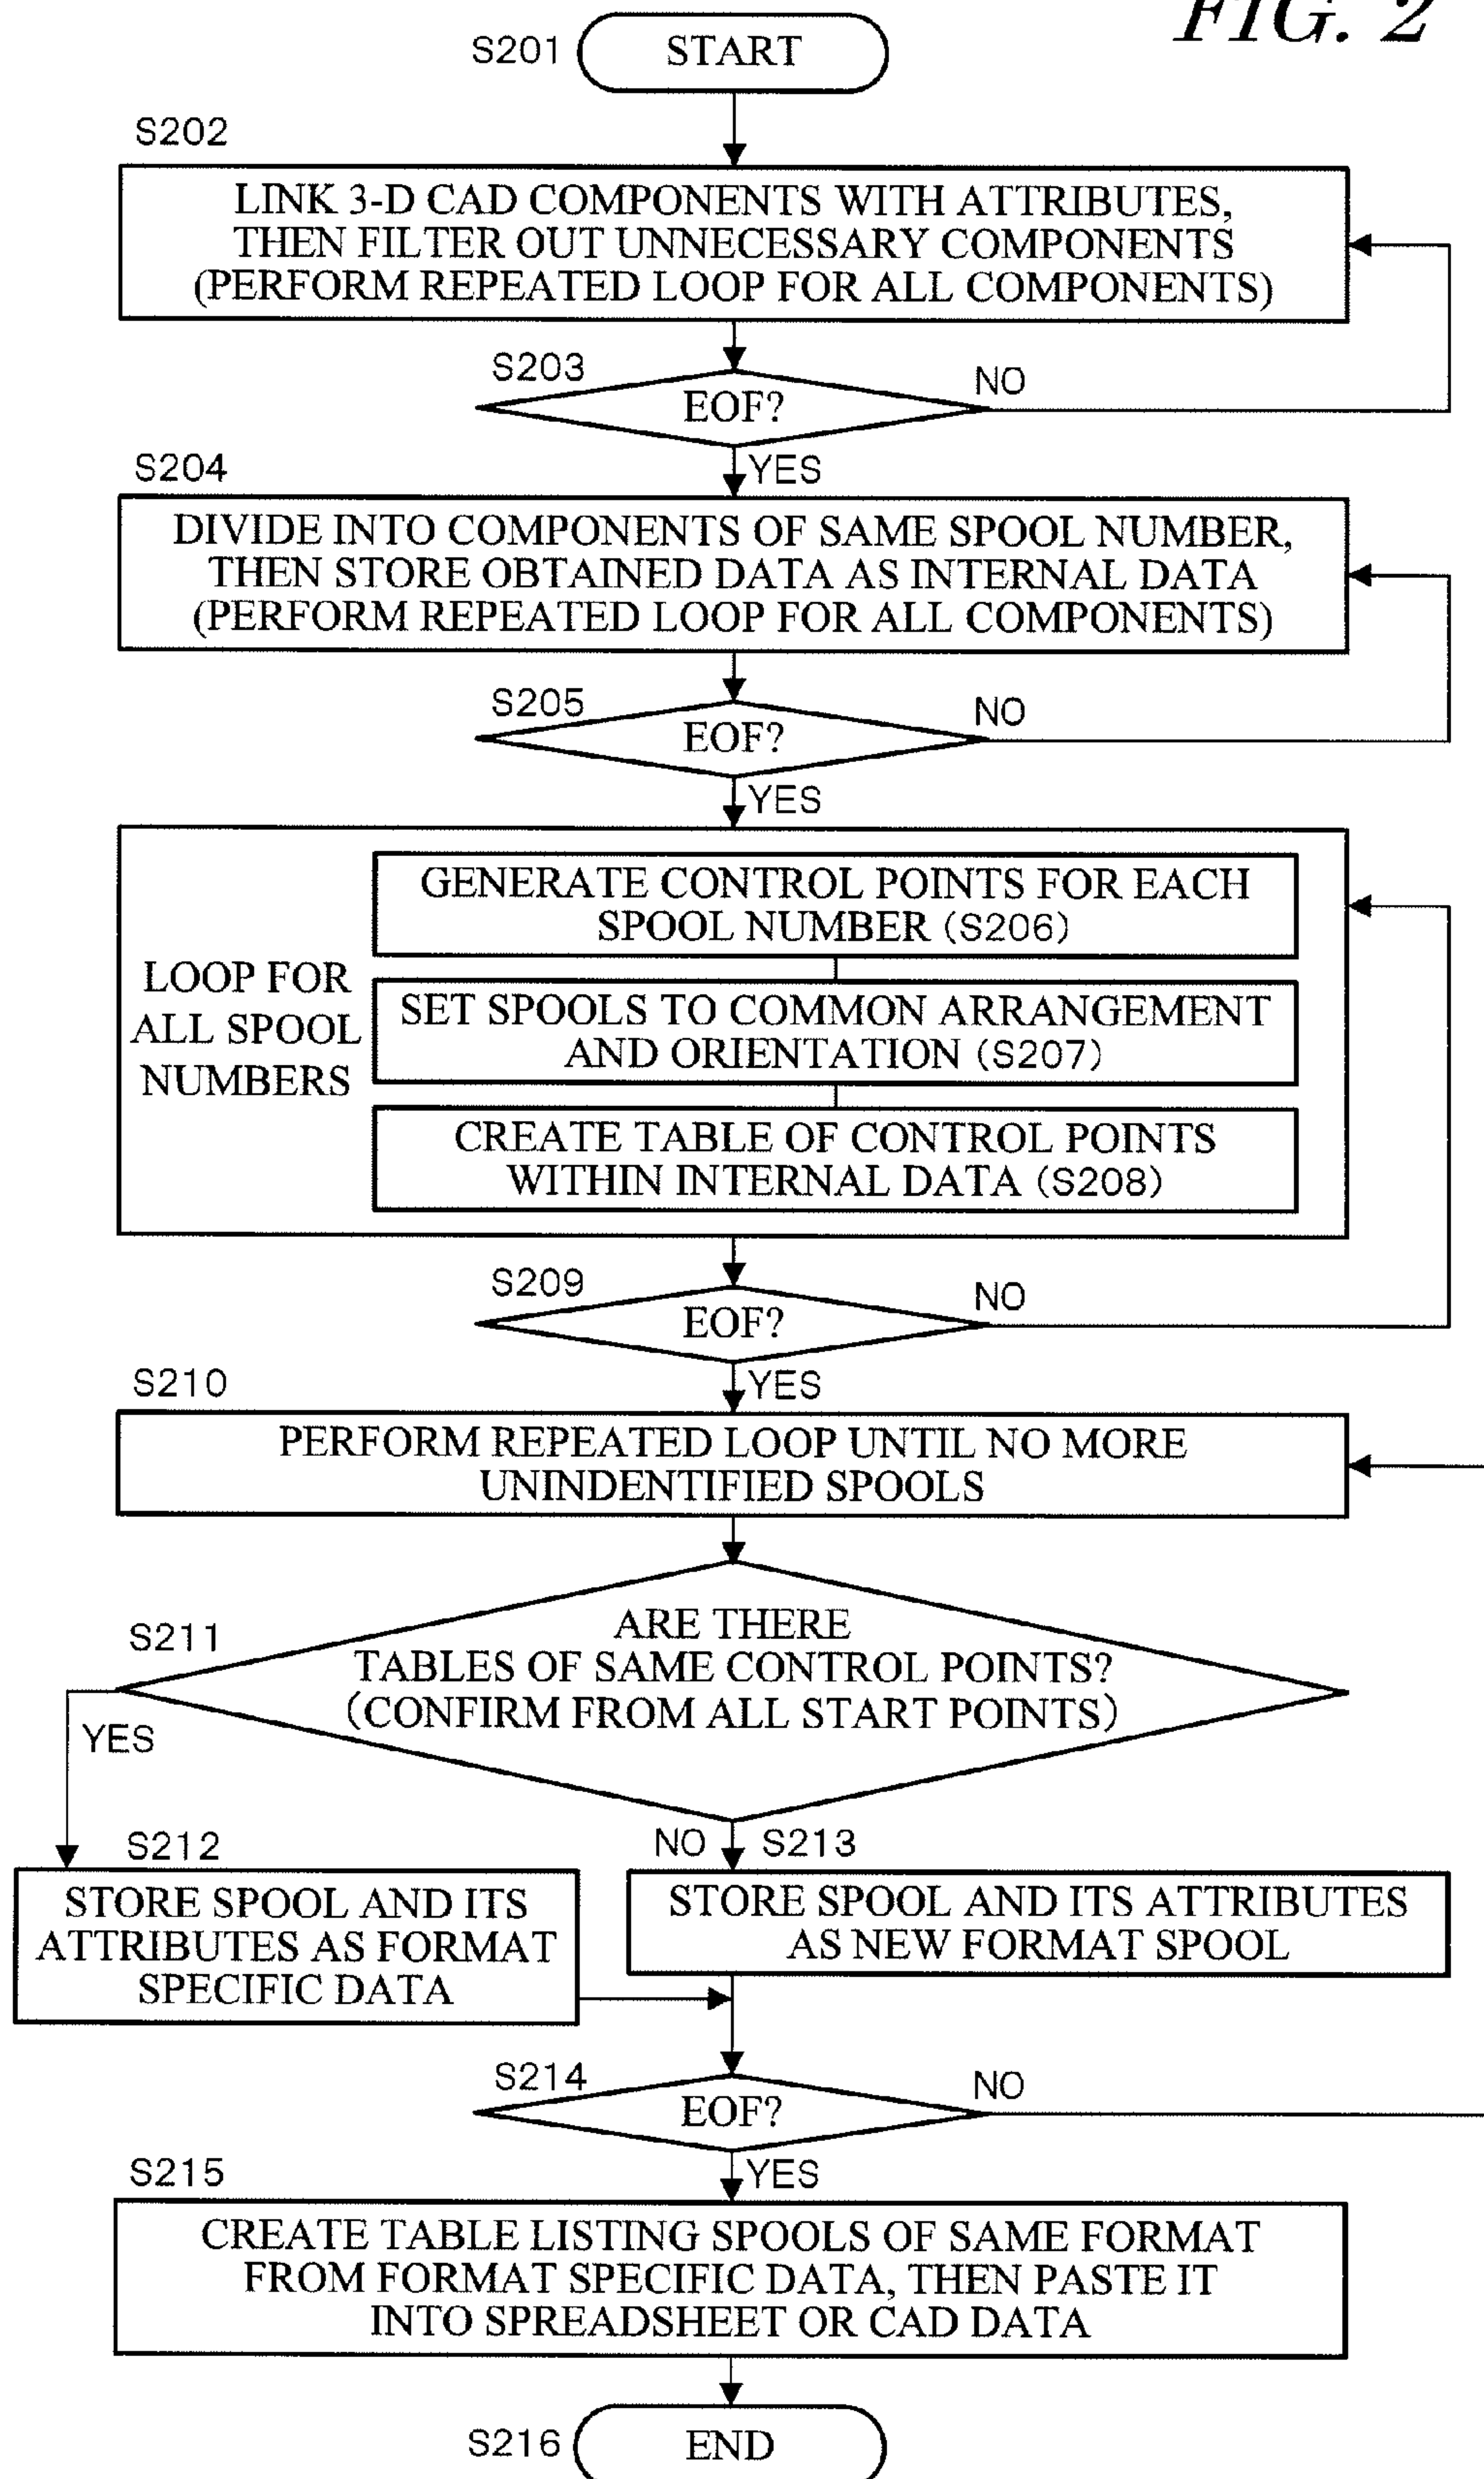 FIG. 2
S201
START
S202
LINK 3-D CAD COMPONENTS WITH ATTRIBUTES,
THEN FILTER OUT UNNECESSARY COMPONENTS
(PERFORM REPEATED LOOP FOR ALL COMPONENTS)
S203
EOF?
NO
YES
S204
DIVIDE INTO COMPONENTS OF SAME SPOOL NUMBER,
THEN STORE OBTAINED DATA AS INTERNAL DATA
(PERFORM REPEATED LOOP FOR ALL COMPONENTS)
S205
EOF?
NO
YES
LOOP FOR
ALL SPOOL
NUMBERS
GENERATE CONTROL POINTS FOR EACH
SPOOL NUMBER (S206)
SET SPOOLS TO COMMON ARRANGEMENT
AND ORIENTATION (S207)
CREATE TABLE OF CONTROL POINTS
WITHIN INTERNAL DATA (S208)
S209
EOF?
NO
YES
S210
PERFORM REPEATED LOOP UNTIL NO MORE
UNINDENTIFIED SPOOLS
S211
ARE THERE
TABLES OF SAME CONTROL POINTS?
(CONFIRM FROM ALL START POINTS)
YES
NO
S212
STORE SPOOL AND ITS
ATTRIBUTES AS FORMAT
SPECIFIC DATA
S213
STORE SPOOL AND ITS ATTRIBUTES
AS NEW FORMAT SPOOL
S214
EOF?
NO
YES
S215
CREATE TABLE LISTING SPOOLS OF SAME FORMAT
FROM FORMAT SPECIFIC DATA, THEN PASTE IT
INTO SPREADSHEET OR CAD DATA
S216
END